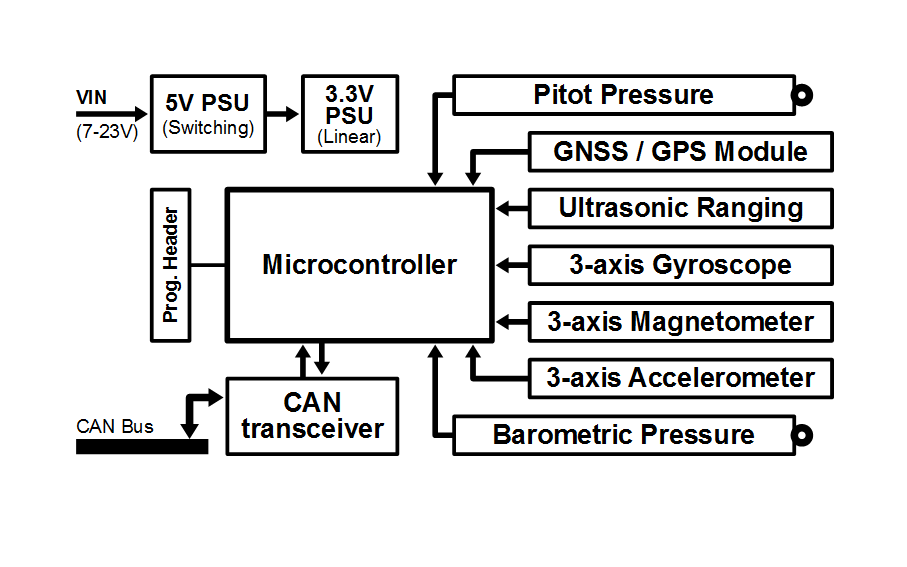 VIN
(7-23V)
5V PSU
(Switching)
3.3V
PSU
(Linear)
Pitot Pressure
GNSS / GPS Module
Ultrasonic Ranging
3-axis Gyroscope
3-axis Magnetometer
3-axis Accelerometer
Barometric Pressure
Prog. Header
Microcontroller
CAN
transceiver
CAN Bus